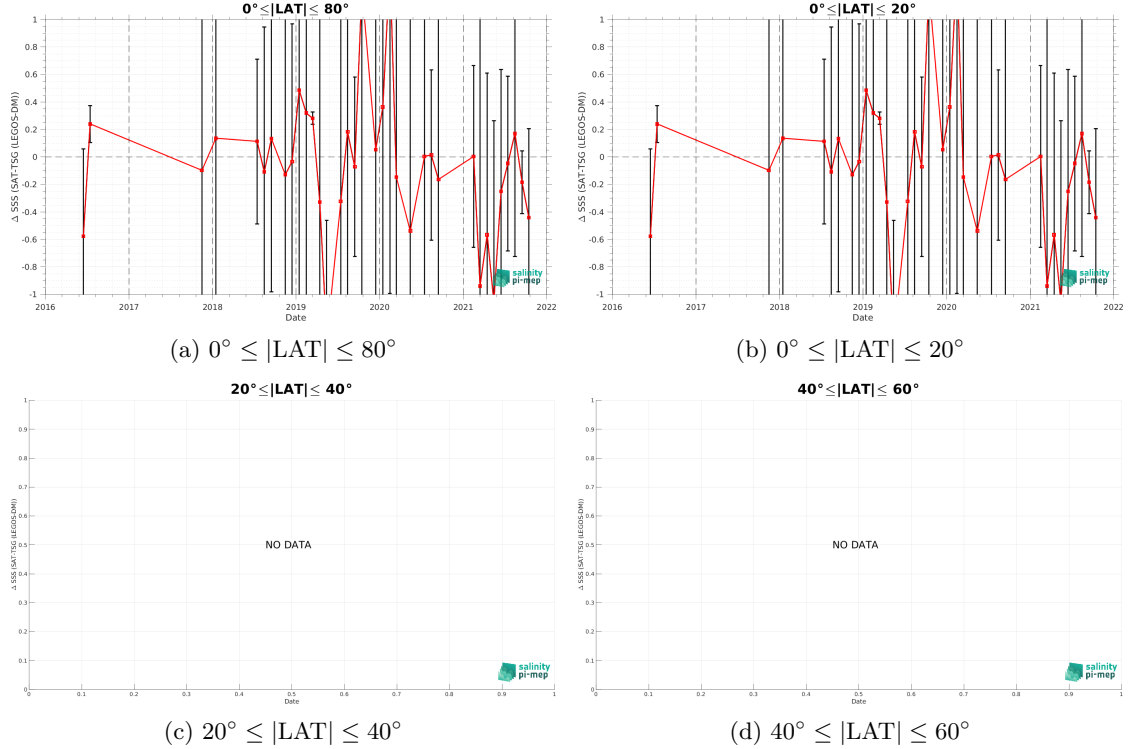 0°≤|LAT|≤ 80°
Δ SSS (SAT-TSG (LEGOS-DM))
1
0.8
0.6
0.4
0.2
0
-0.2
-0.4
-0.6
-0.8
-1
2016 2017 2018 2019 2020 2021 2022
Date
salinity
pi-mep
(a) 0° ≤ |LAT| ≤ 80°
0°≤|LAT|≤ 20°
Δ SSS (SAT-TSG (LEGOS-DM))
1
0.8
0.6
0.4
0.2
0
-0.2
-0.4
-0.6
-0.8
-1
2016 2017 2018 2019 2020 2021 2022
Date
salinity
pi-mep
(b) 0° ≤ |LAT| ≤ 20°
20°≤|LAT|≤ 40°
Δ SSS (SAT-TSG (LEGOS-DM))
1
0.9
0.8
0.7
0.6
0.5
0.4
0.3
0.2
0.1
0
NO DATA
0 0.1 0.2 0.3 0.4 0.5 0.6 0.7 0.8 0.9 1
Date
salinity
pi-mep
(c) 20° ≤ |LAT| ≤ 40°
40°≤|LAT|≤ 60°
Δ SSS (SAT-TSG (LEGOS-DM))
1
0.9
0.8
0.7
0.6
0.5
0.4
0.3
0.2
0.1
0
NO DATA
0 0.1 0.2 0.3 0.4 0.5 0.6 0.7 0.8 0.9 1
Date
salinity
pi-mep
(d) 40° ≤ |LAT| ≤ 60°